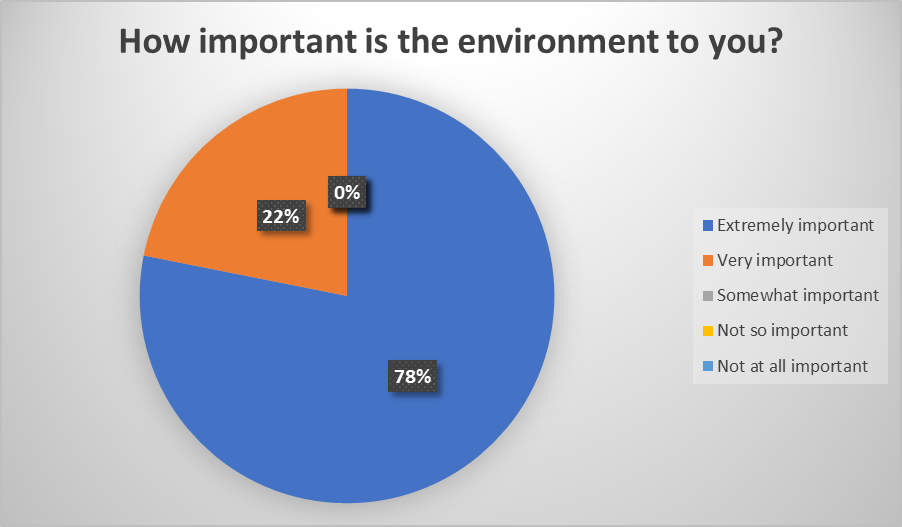 How important is the environment to you?
0%
22%
78%
Extremely important
Very important
Somewhat important
Not so important
Not at all important